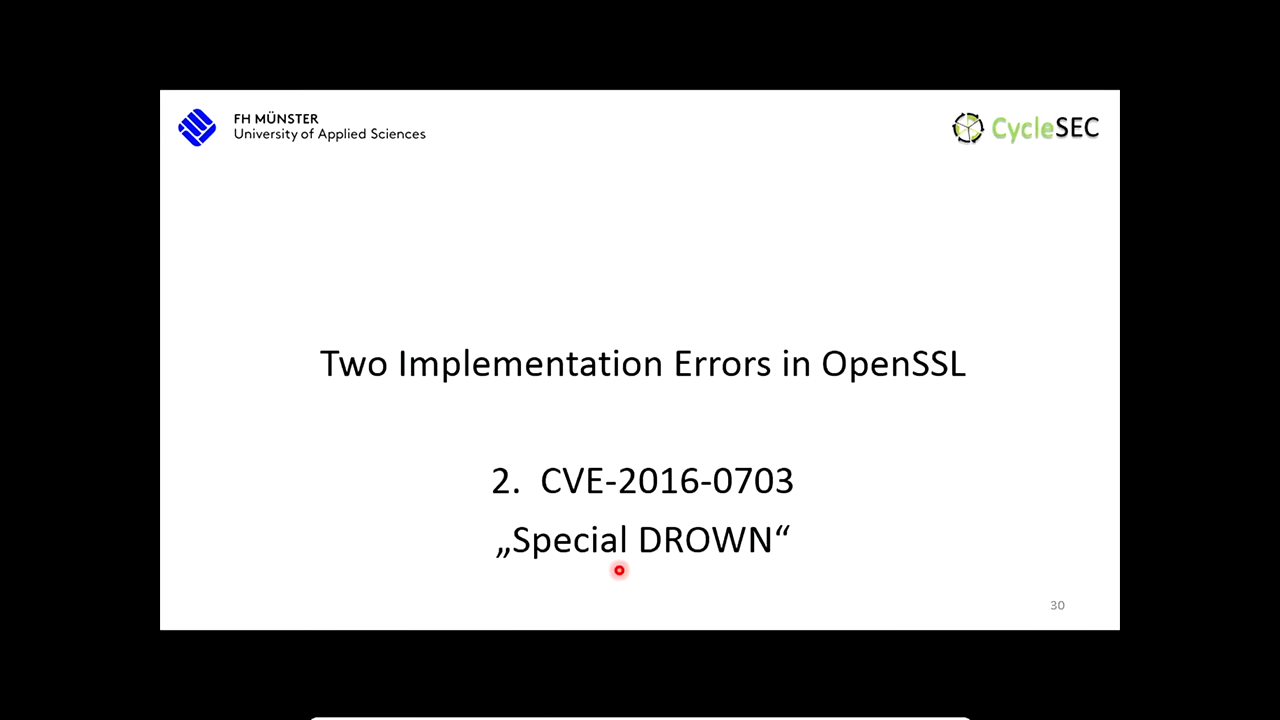 FH MÜNSTER
University of Applied Sciences
CycleSEC
Two Implementation Errors in OpenSSL
2. CVE-2016-0703
„Special DROWN“
30